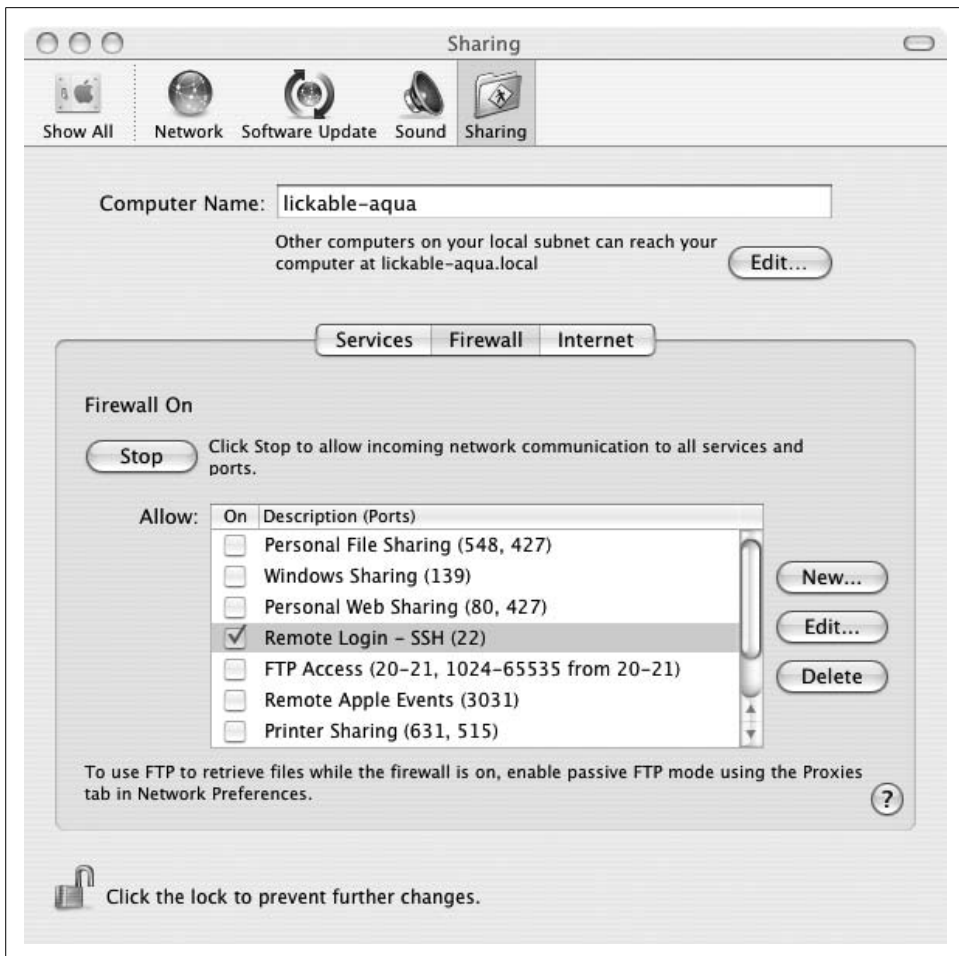 Sharing
Show All
Network
Software Update
Sound
Sharing
Computer Name: lickable-aqua
Other computers on your local subnet can reach your
computer at lickable-aqua.local
Edit...
Services Firewall Internet
Firewall On
Stop
Click Stop to allow incoming network communication to all services and
ports.
Allow:
On Description (Ports)
Personal File Sharing (548, 427)
Windows Sharing (139)
Personal Web Sharing (80, 427)
Remote Login - SSH (22)
FTP Access (20-21, 1024-65535 from 20-21)
Remote Apple Events (3031)
Printer Sharing (631, 515)
New...
Edit...
Delete
To use FTP to retrieve files while the firewall is on, enable passive FTP mode using the Proxies
tab in Network Preferences.
?
Click the lock to prevent further changes.